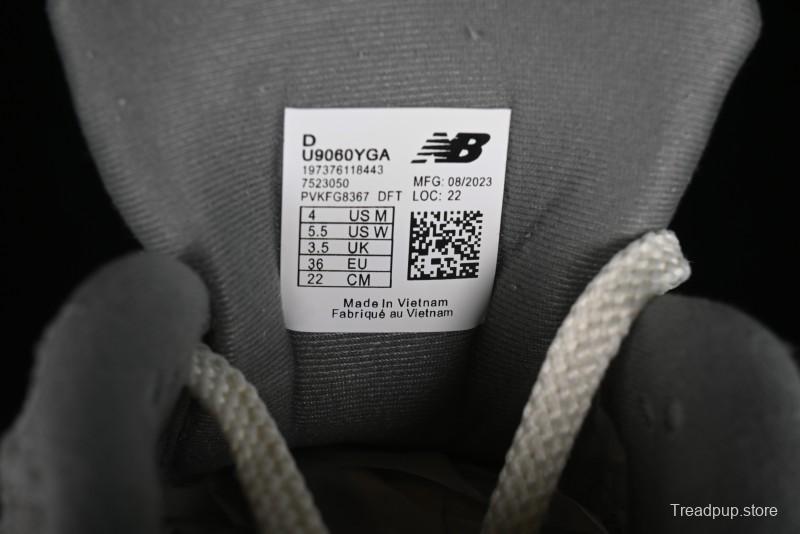 D
U9060YGA
197376118443
7523050
PVKFG8367 DFT
NB
MFG: 08/2023
LOC: 22
4 US M
5.5 US W
3.5 UK
36 EU
22 CM
Made In Vietnam
Fabriqué au Vietnam
Treadpup.store